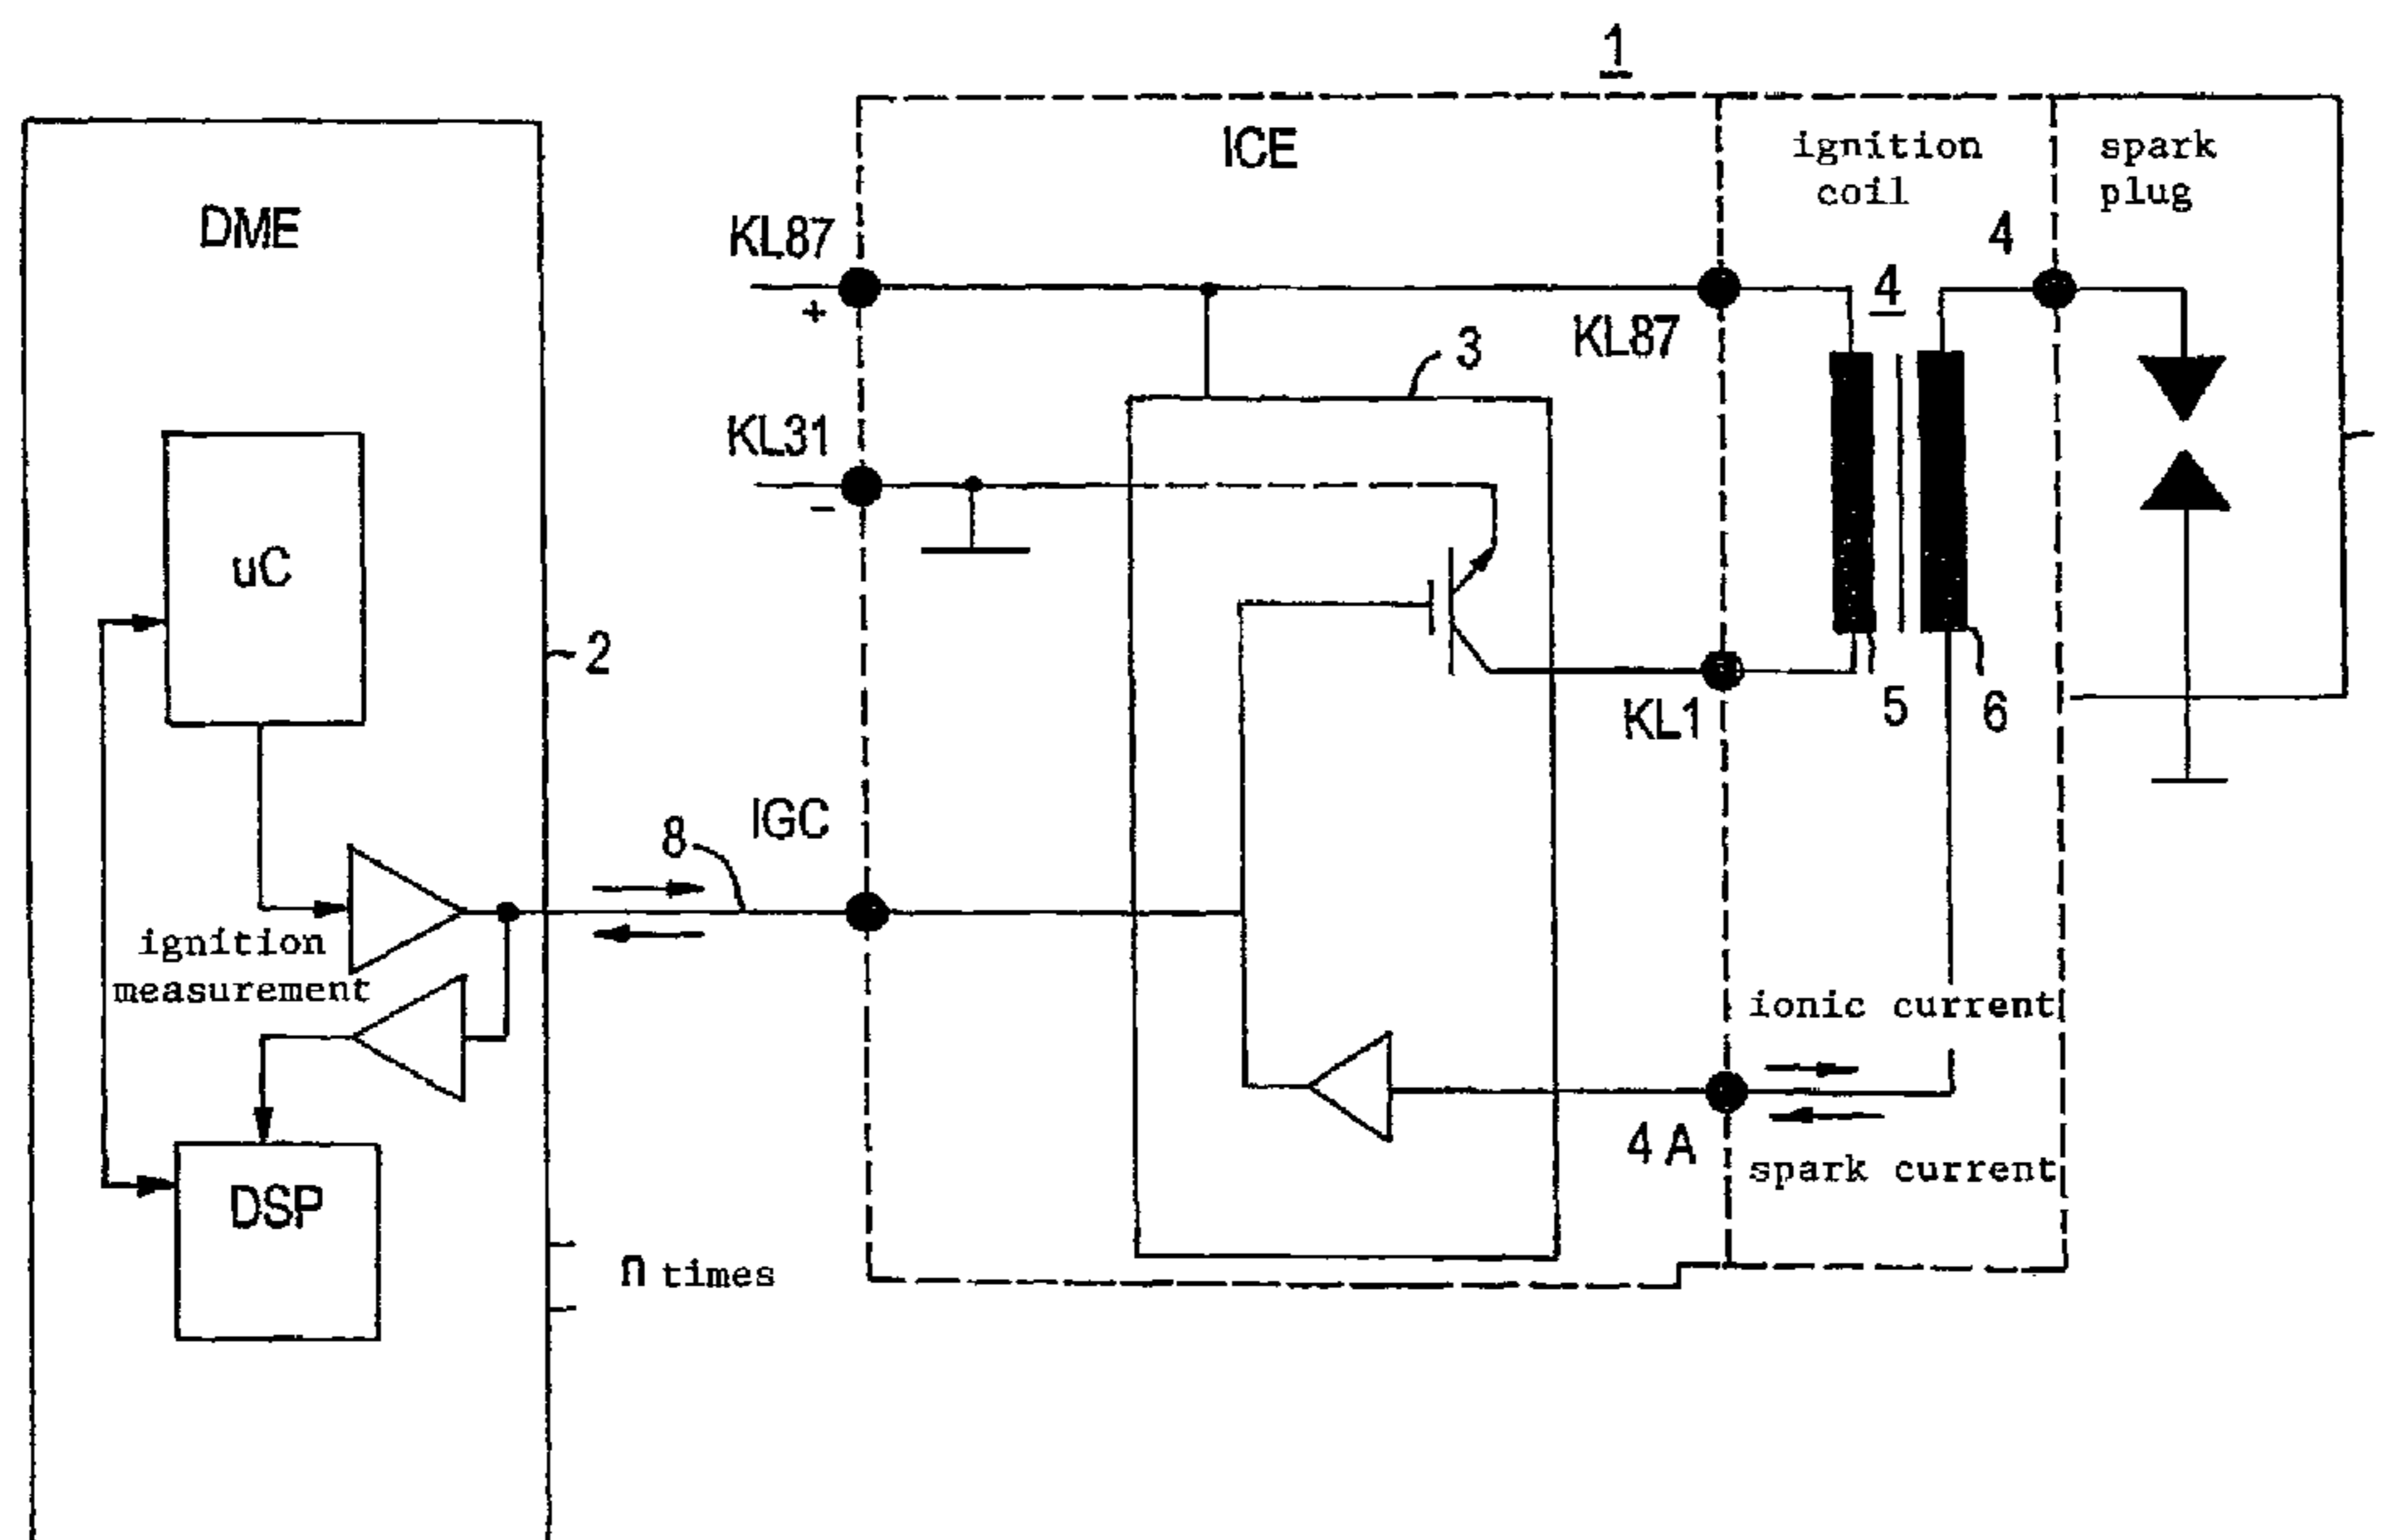 1
ICE
ignition
coil
spark
plug
DME
KL87
+
4
4
KL87
3
KL31
−
uC
2
5
6
KL1
IGC
8
ignition
measurement
ionic current
4 A
spark current
DSP
n times